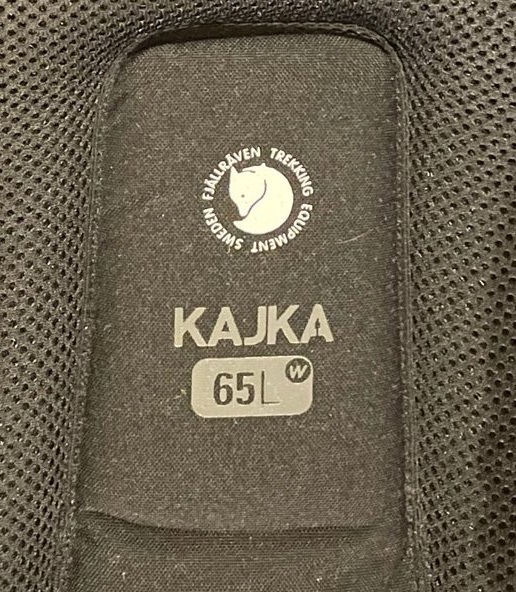 FJÄLLRÄVEN TREKKING EQUIPMENT SWEDEN
KAJKA
65L W